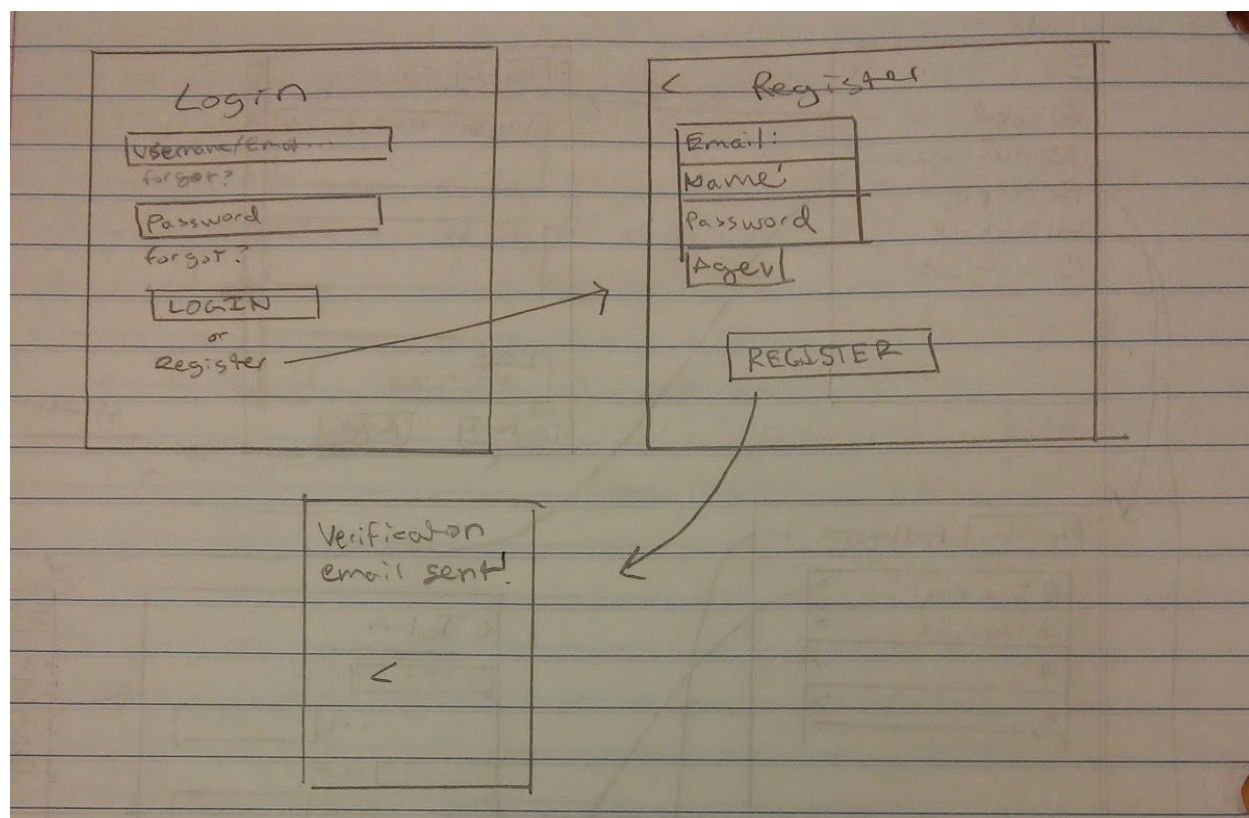 Login
Username/Email...
forgot?
Password
forgot?
LOGIN
or
Register
< Register
Email:
Name:
Password
Age v
REGISTER
Verification
email sent!
<